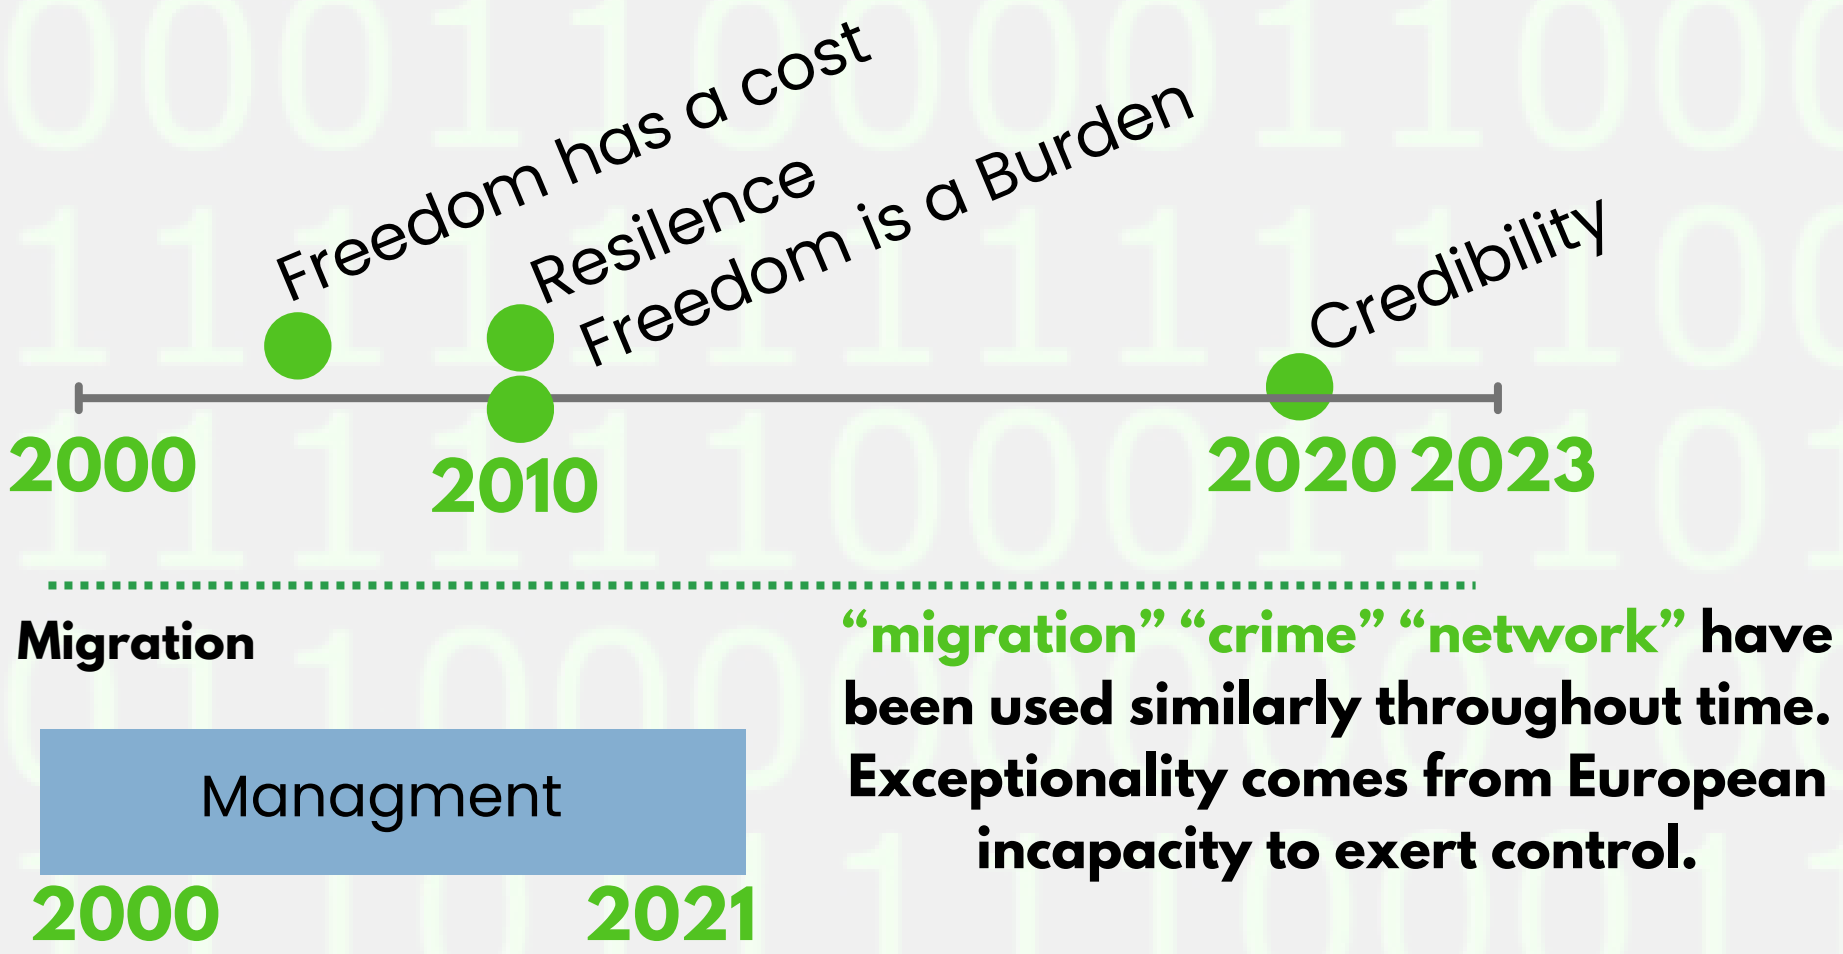 Freedom has a cost
Resilence
Freedom is a Burden
Credibility
2000
2010
2020
2023
Migration
Managment
2000
2021
“migration” “crime” “network” have
been used similarly throughout time.
Exceptionality comes from European
incapacity to exert control.